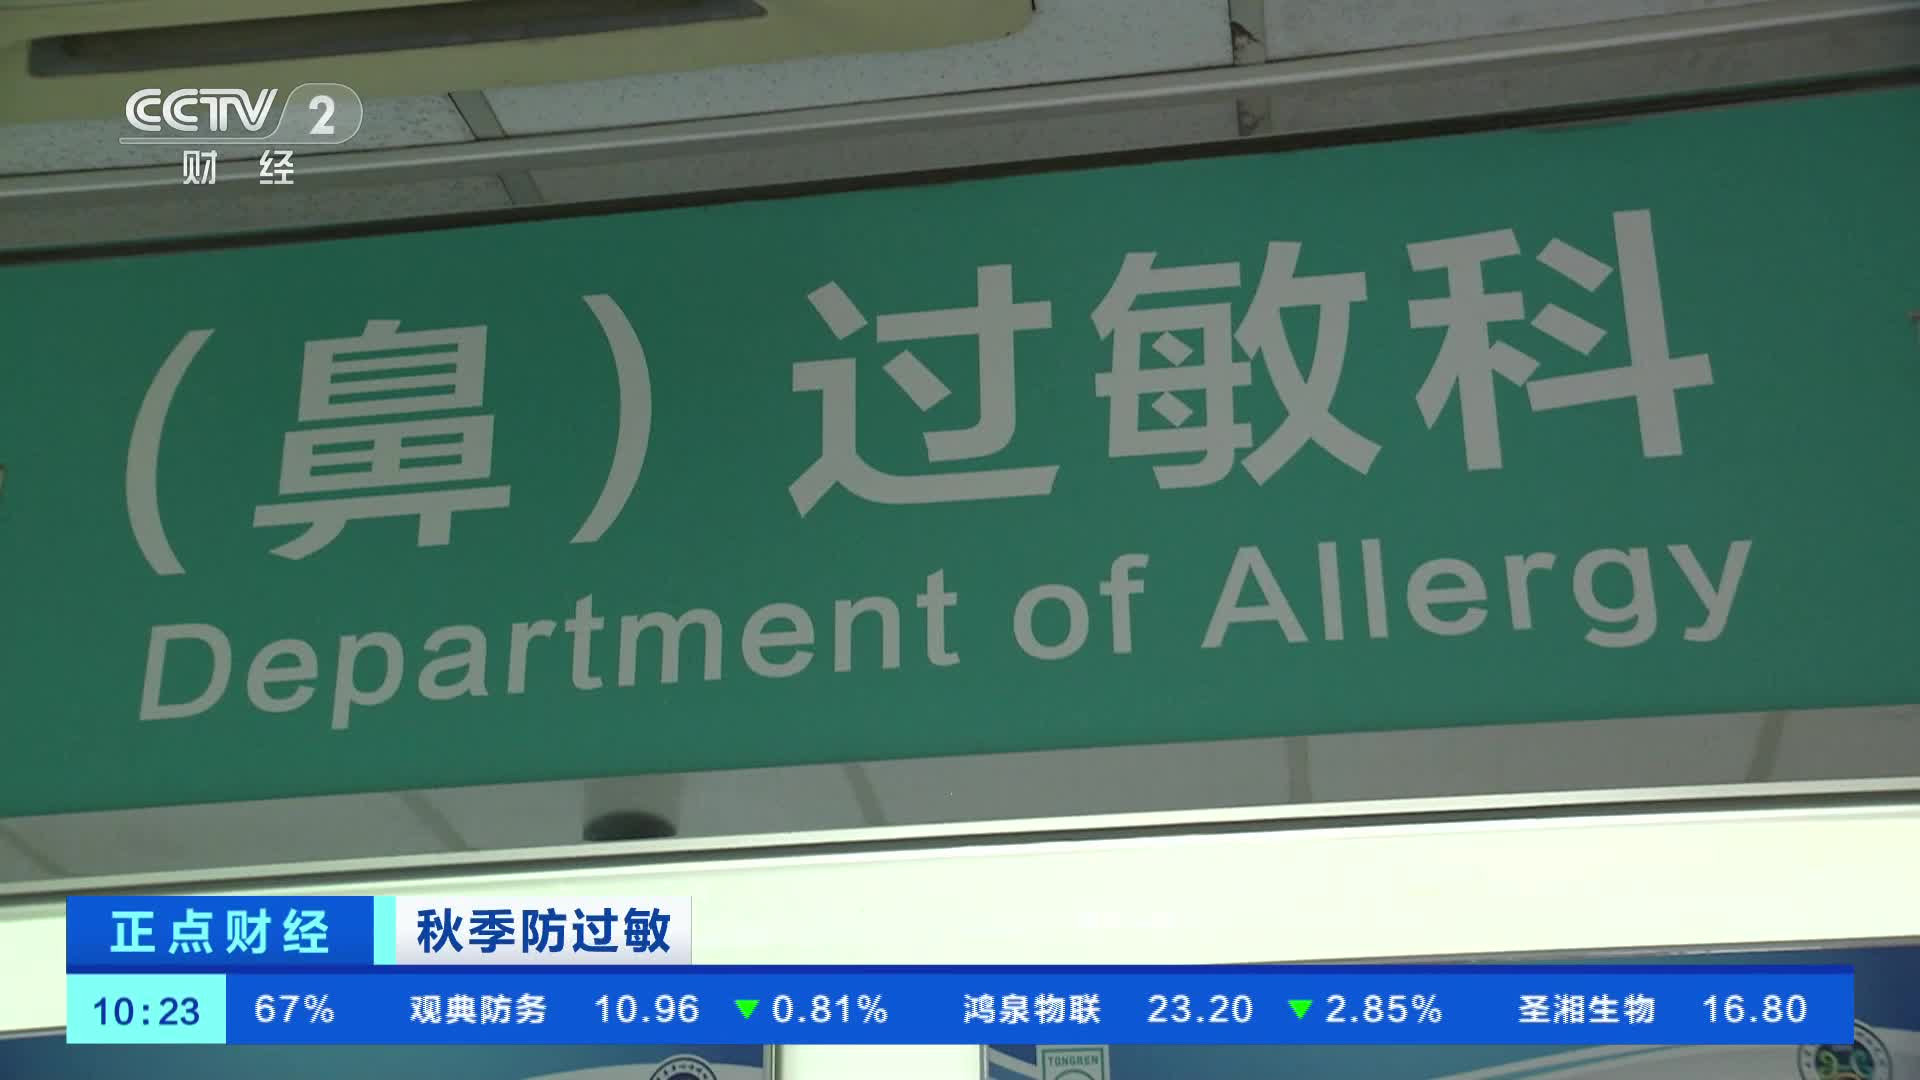 CCTV 2
财 经
（鼻）过敏科
Department of Allergy
正点财经 秋季防过敏
10:23 67% 观典防务 10.96 ▼0.81% 鸿泉物联 23.20 ▼2.85% 圣湘生物 16.80
TONGREN